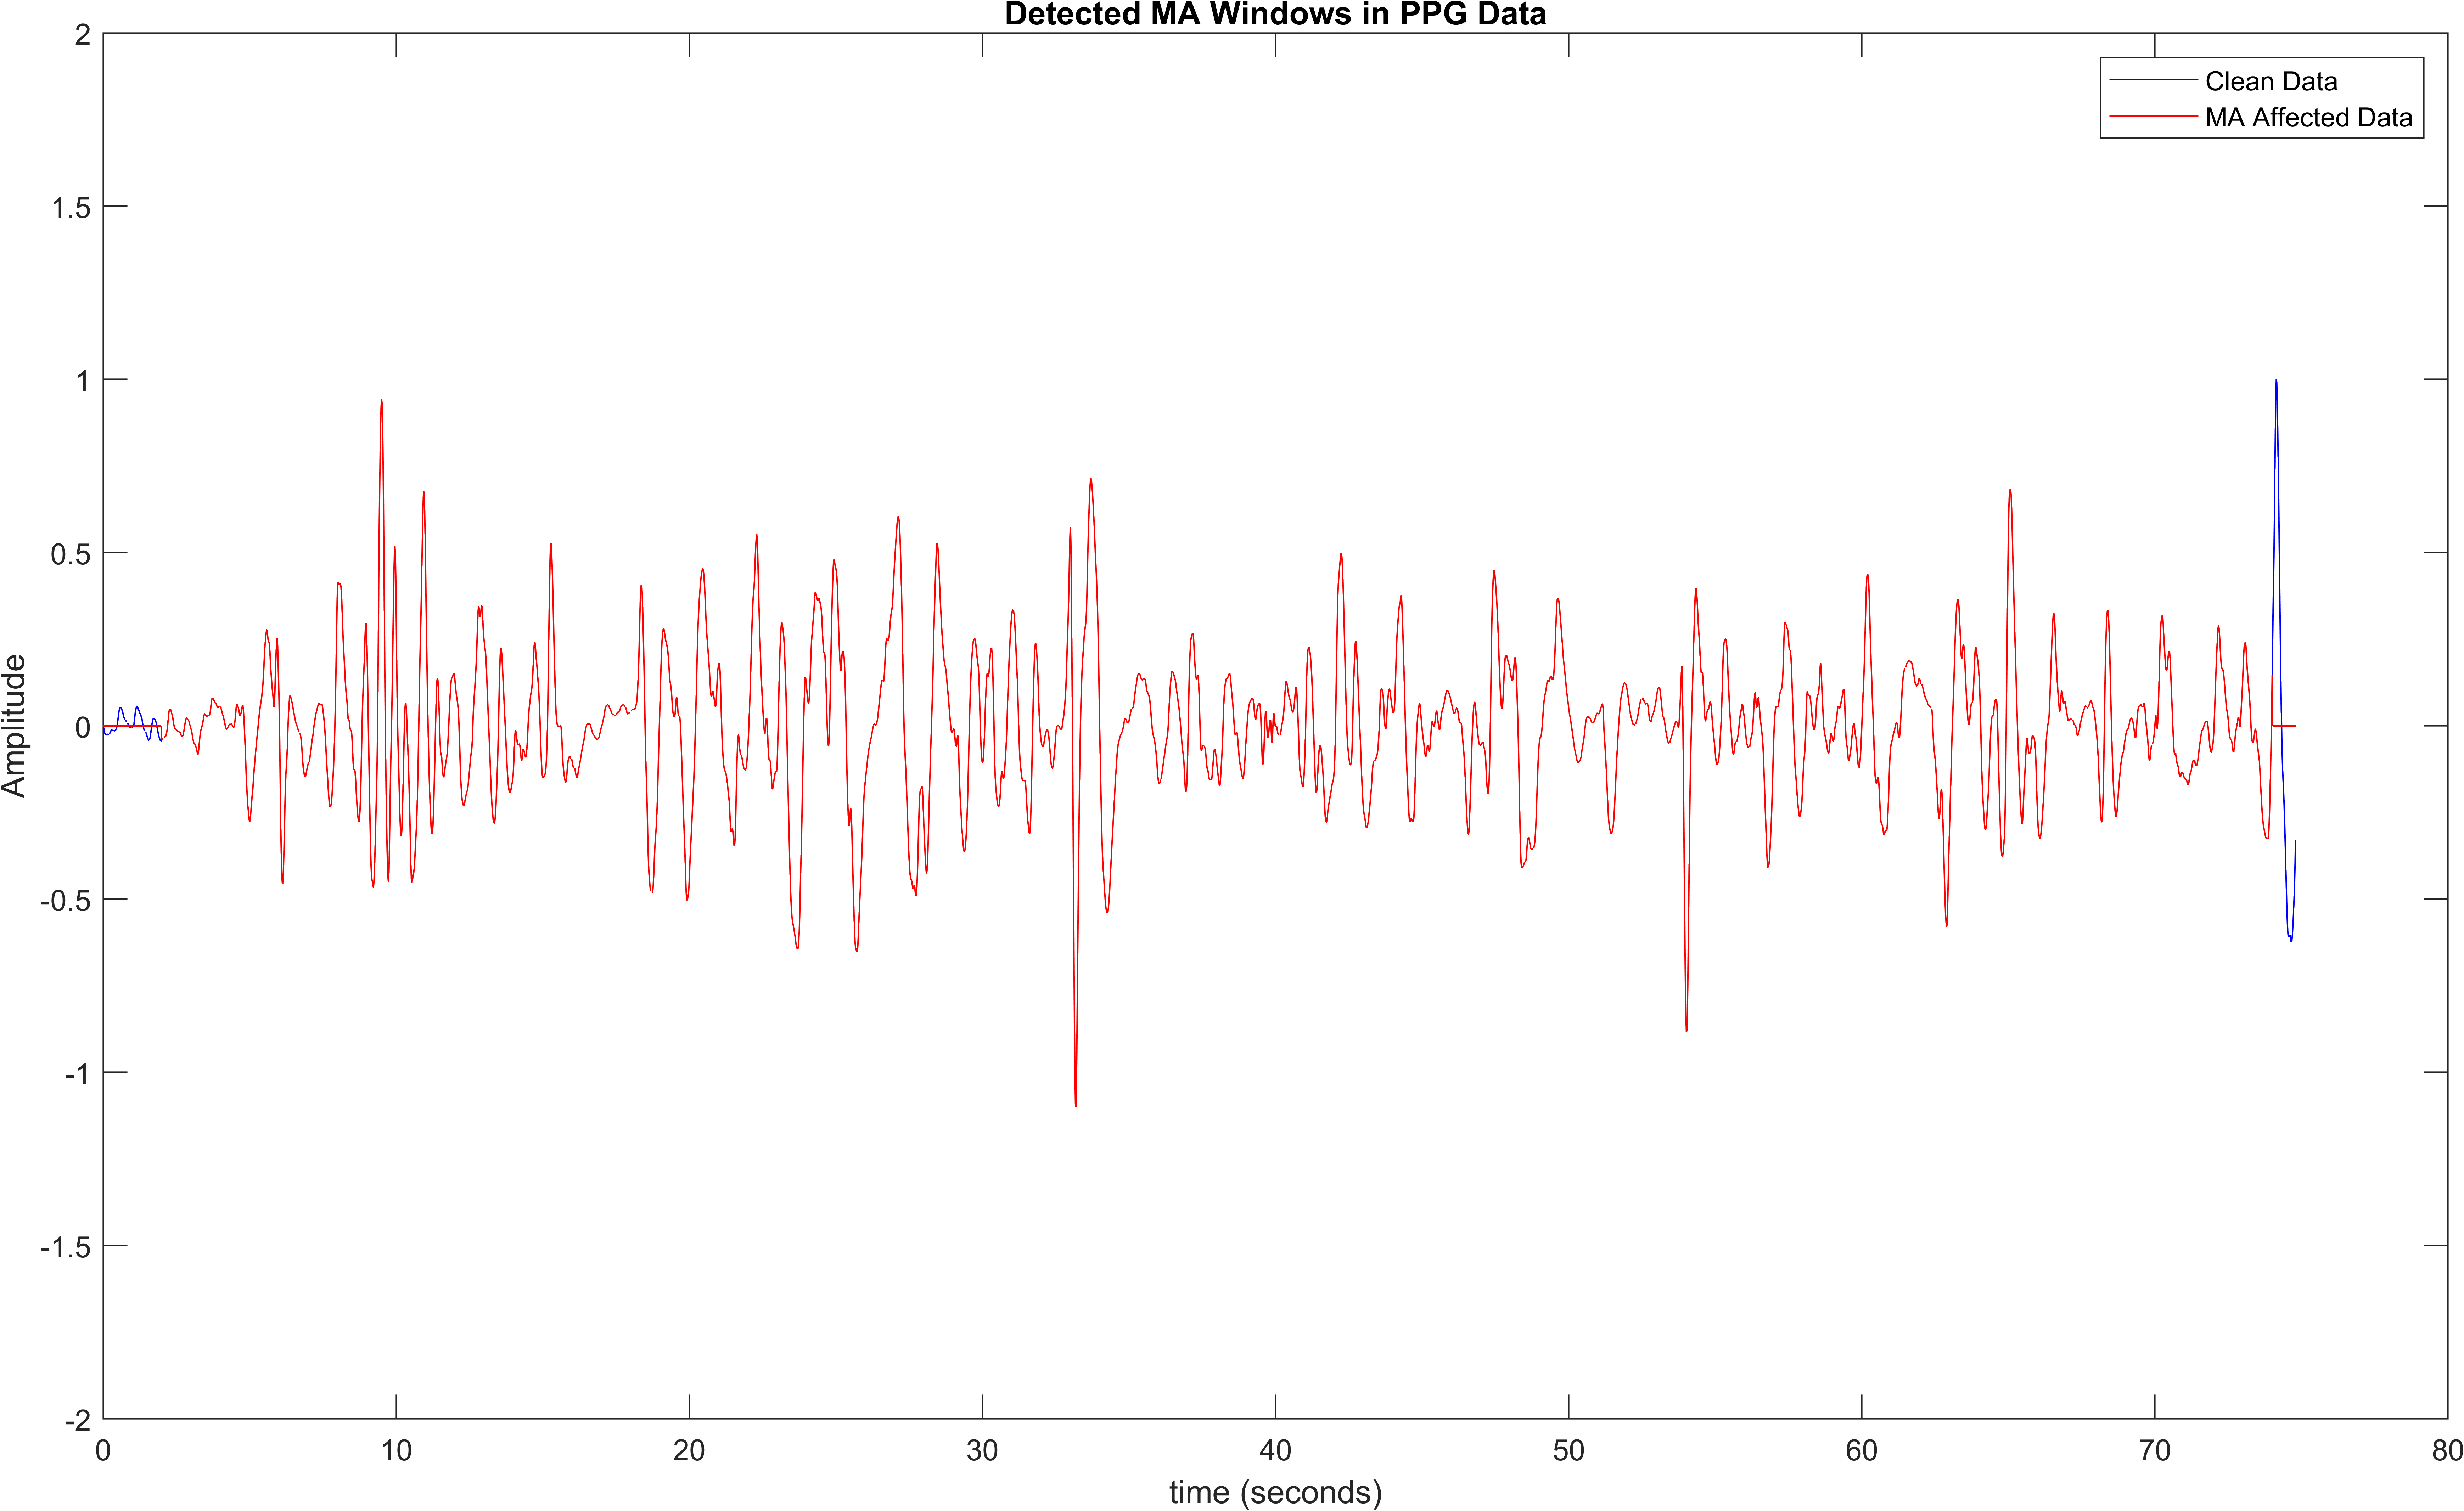 Detected MA Windows in PPG Data
Clean Data
MA Affected Data
2
1.5
1
0.5
0
-0.5
-1
-1.5
-2
Amplitude
0 10 20 30 40 50 60 70 80
time (seconds)